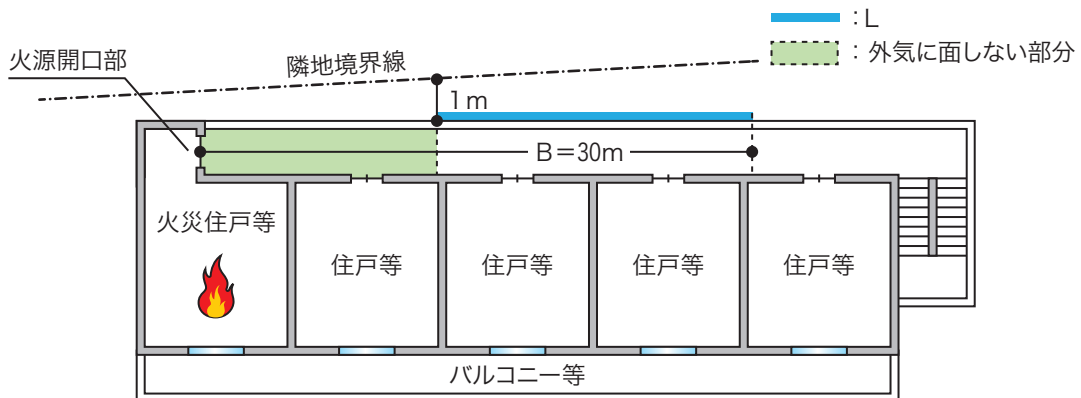 ：L
：外気に面しない部分
火源開口部
隣地境界線
1m
B＝30m
火災住戸等
住戸等
住戸等
住戸等
住戸等
バルコニー等